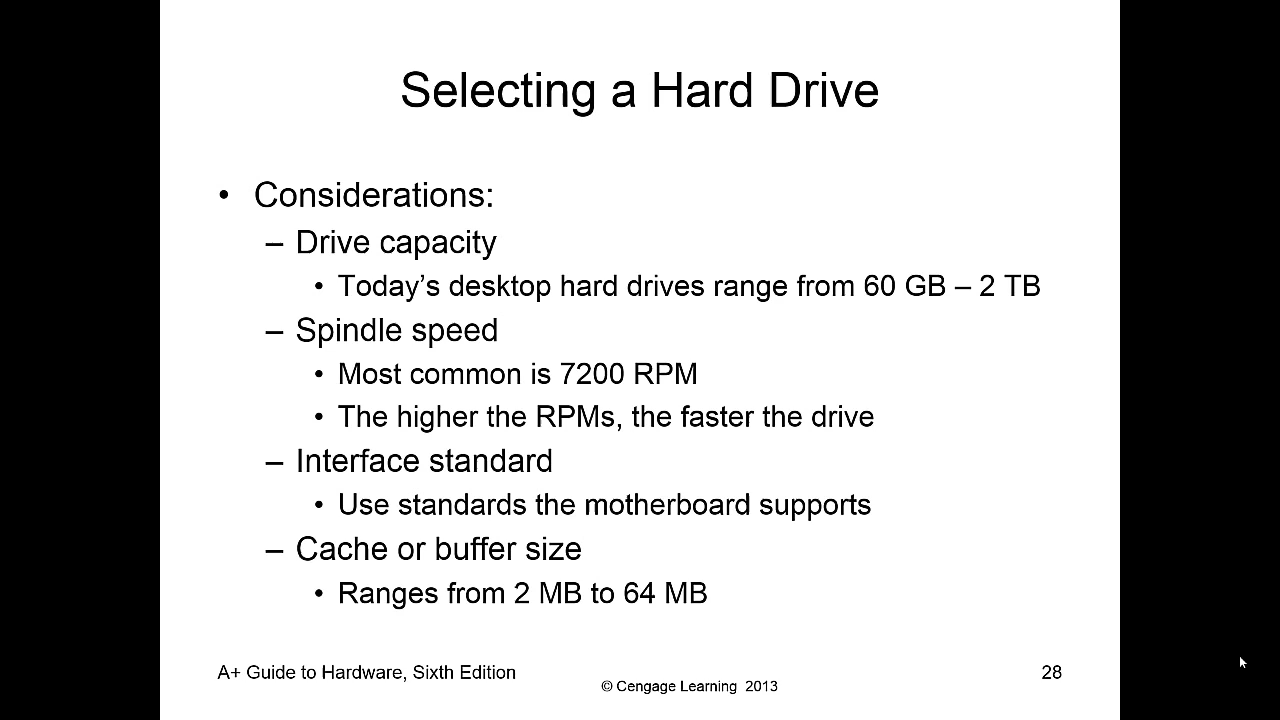 Selecting a Hard Drive
• Considerations:
– Drive capacity
• Today’s desktop hard drives range from 60 GB – 2 TB
– Spindle speed
• Most common is 7200 RPM
• The higher the RPMs, the faster the drive
– Interface standard
• Use standards the motherboard supports
– Cache or buffer size
• Ranges from 2 MB to 64 MB
A+ Guide to Hardware, Sixth Edition
© Cengage Learning 2013
28